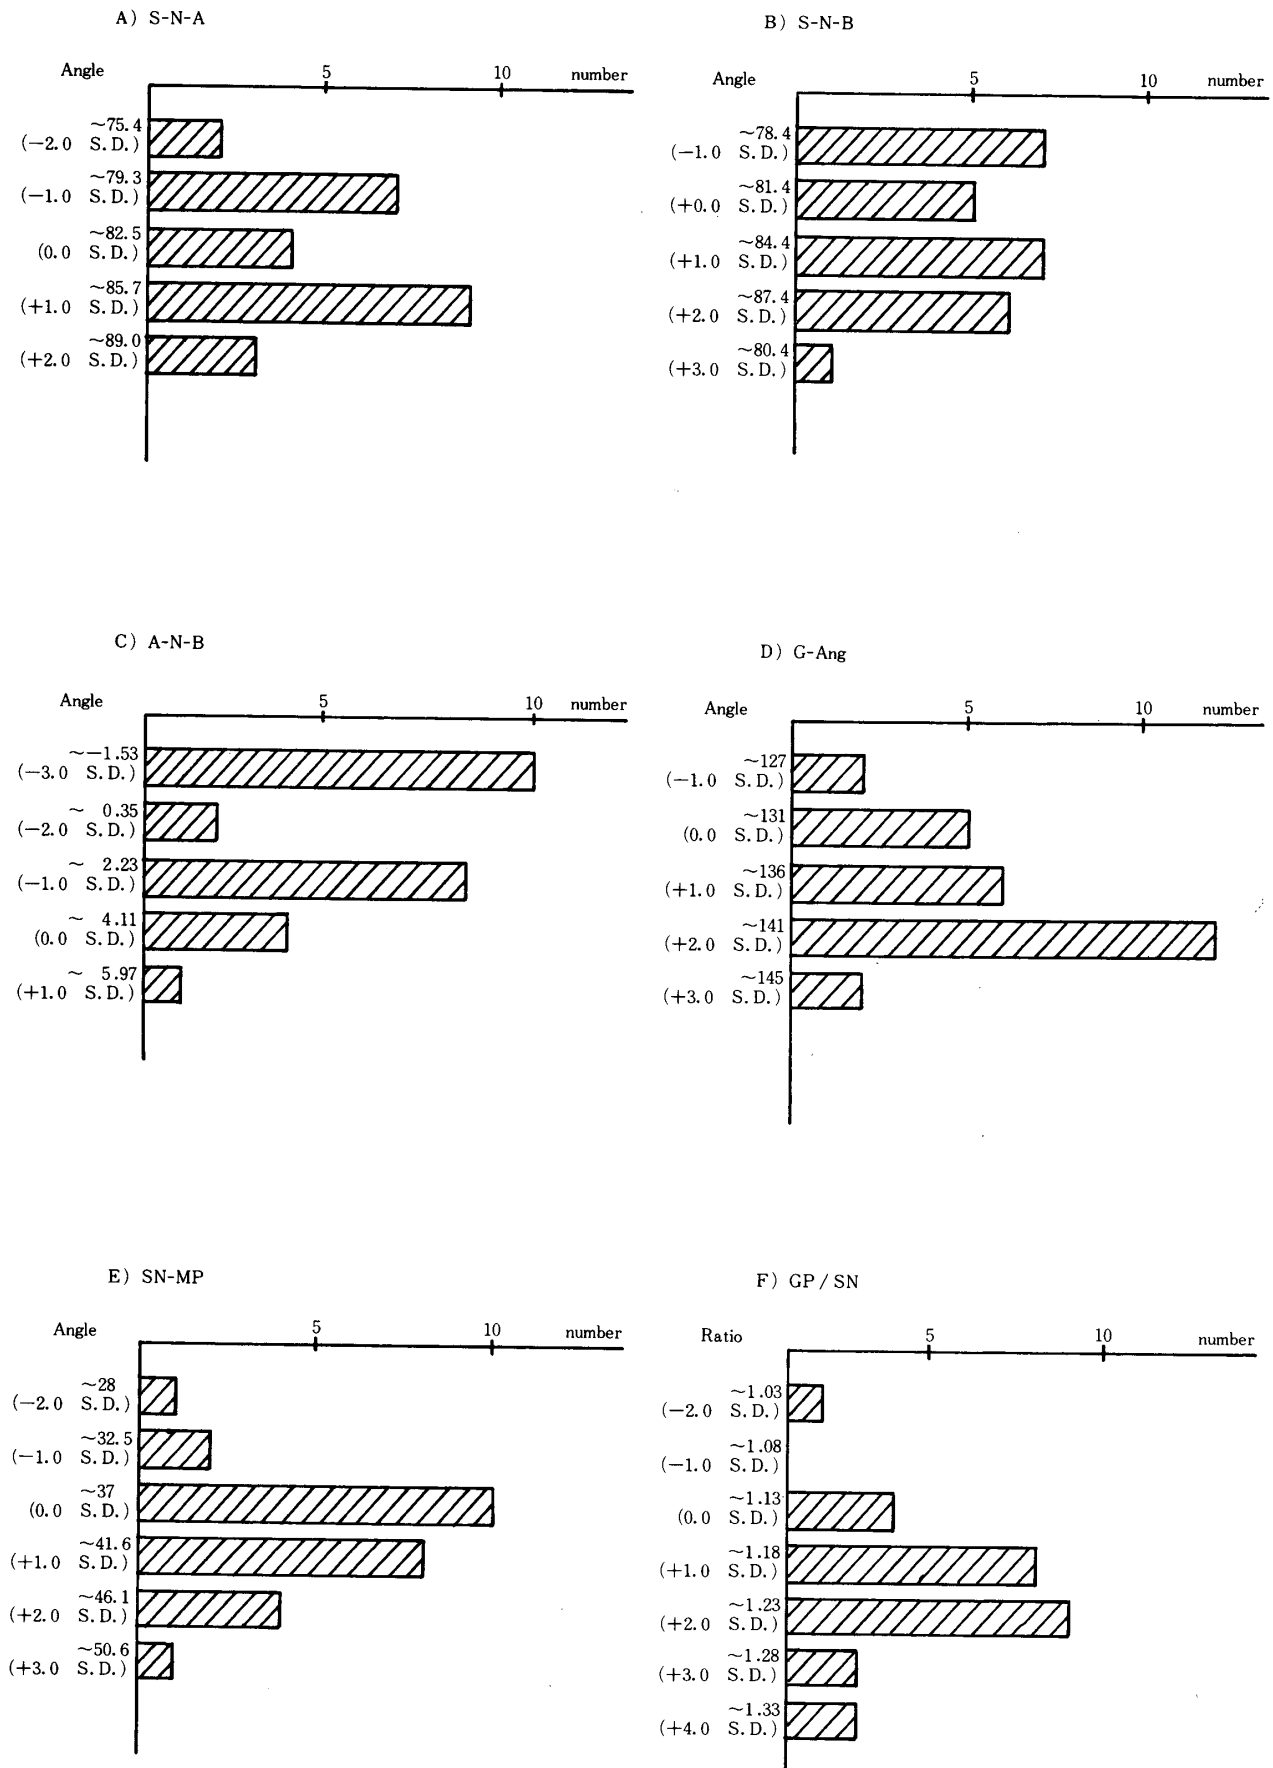 A) S-N-A
Angle 5 10 number
~75.4
(−2.0 S.D.)
~79.3
(−1.0 S.D.)
~82.5
(0.0 S.D.)
~85.7
(+1.0 S.D.)
~89.0
(+2.0 S.D.)
B) S-N-B
Angle 5 10 number
~78.4
(−1.0 S.D.)
~81.4
(+0.0 S.D.)
~84.4
(+1.0 S.D.)
~87.4
(+2.0 S.D.)
~80.4
(+3.0 S.D.)
C) A-N-B
Angle 5 10 number
~−1.53
(−3.0 S.D.)
~ 0.35
(−2.0 S.D.)
~ 2.23
(−1.0 S.D.)
~ 4.11
(0.0 S.D.)
~ 5.97
(+1.0 S.D.)
D) G-Ang
Angle 5 10 number
~127
(−1.0 S.D.)
~131
(0.0 S.D.)
~136
(+1.0 S.D.)
~141
(+2.0 S.D.)
~145
(+3.0 S.D.)
E) SN-MP
Angle 5 10 number
~28
(−2.0 S.D.)
~32.5
(−1.0 S.D.)
~37
(0.0 S.D.)
~41.6
(+1.0 S.D.)
~46.1
(+2.0 S.D.)
~50.6
(+3.0 S.D.)
F) GP / SN
Ratio 5 10 number
~1.03
(−2.0 S.D.)
~1.08
(−1.0 S.D.)
~1.13
(0.0 S.D.)
~1.18
(+1.0 S.D.)
~1.23
(+2.0 S.D.)
~1.28
(+3.0 S.D.)
~1.33
(+4.0 S.D.)